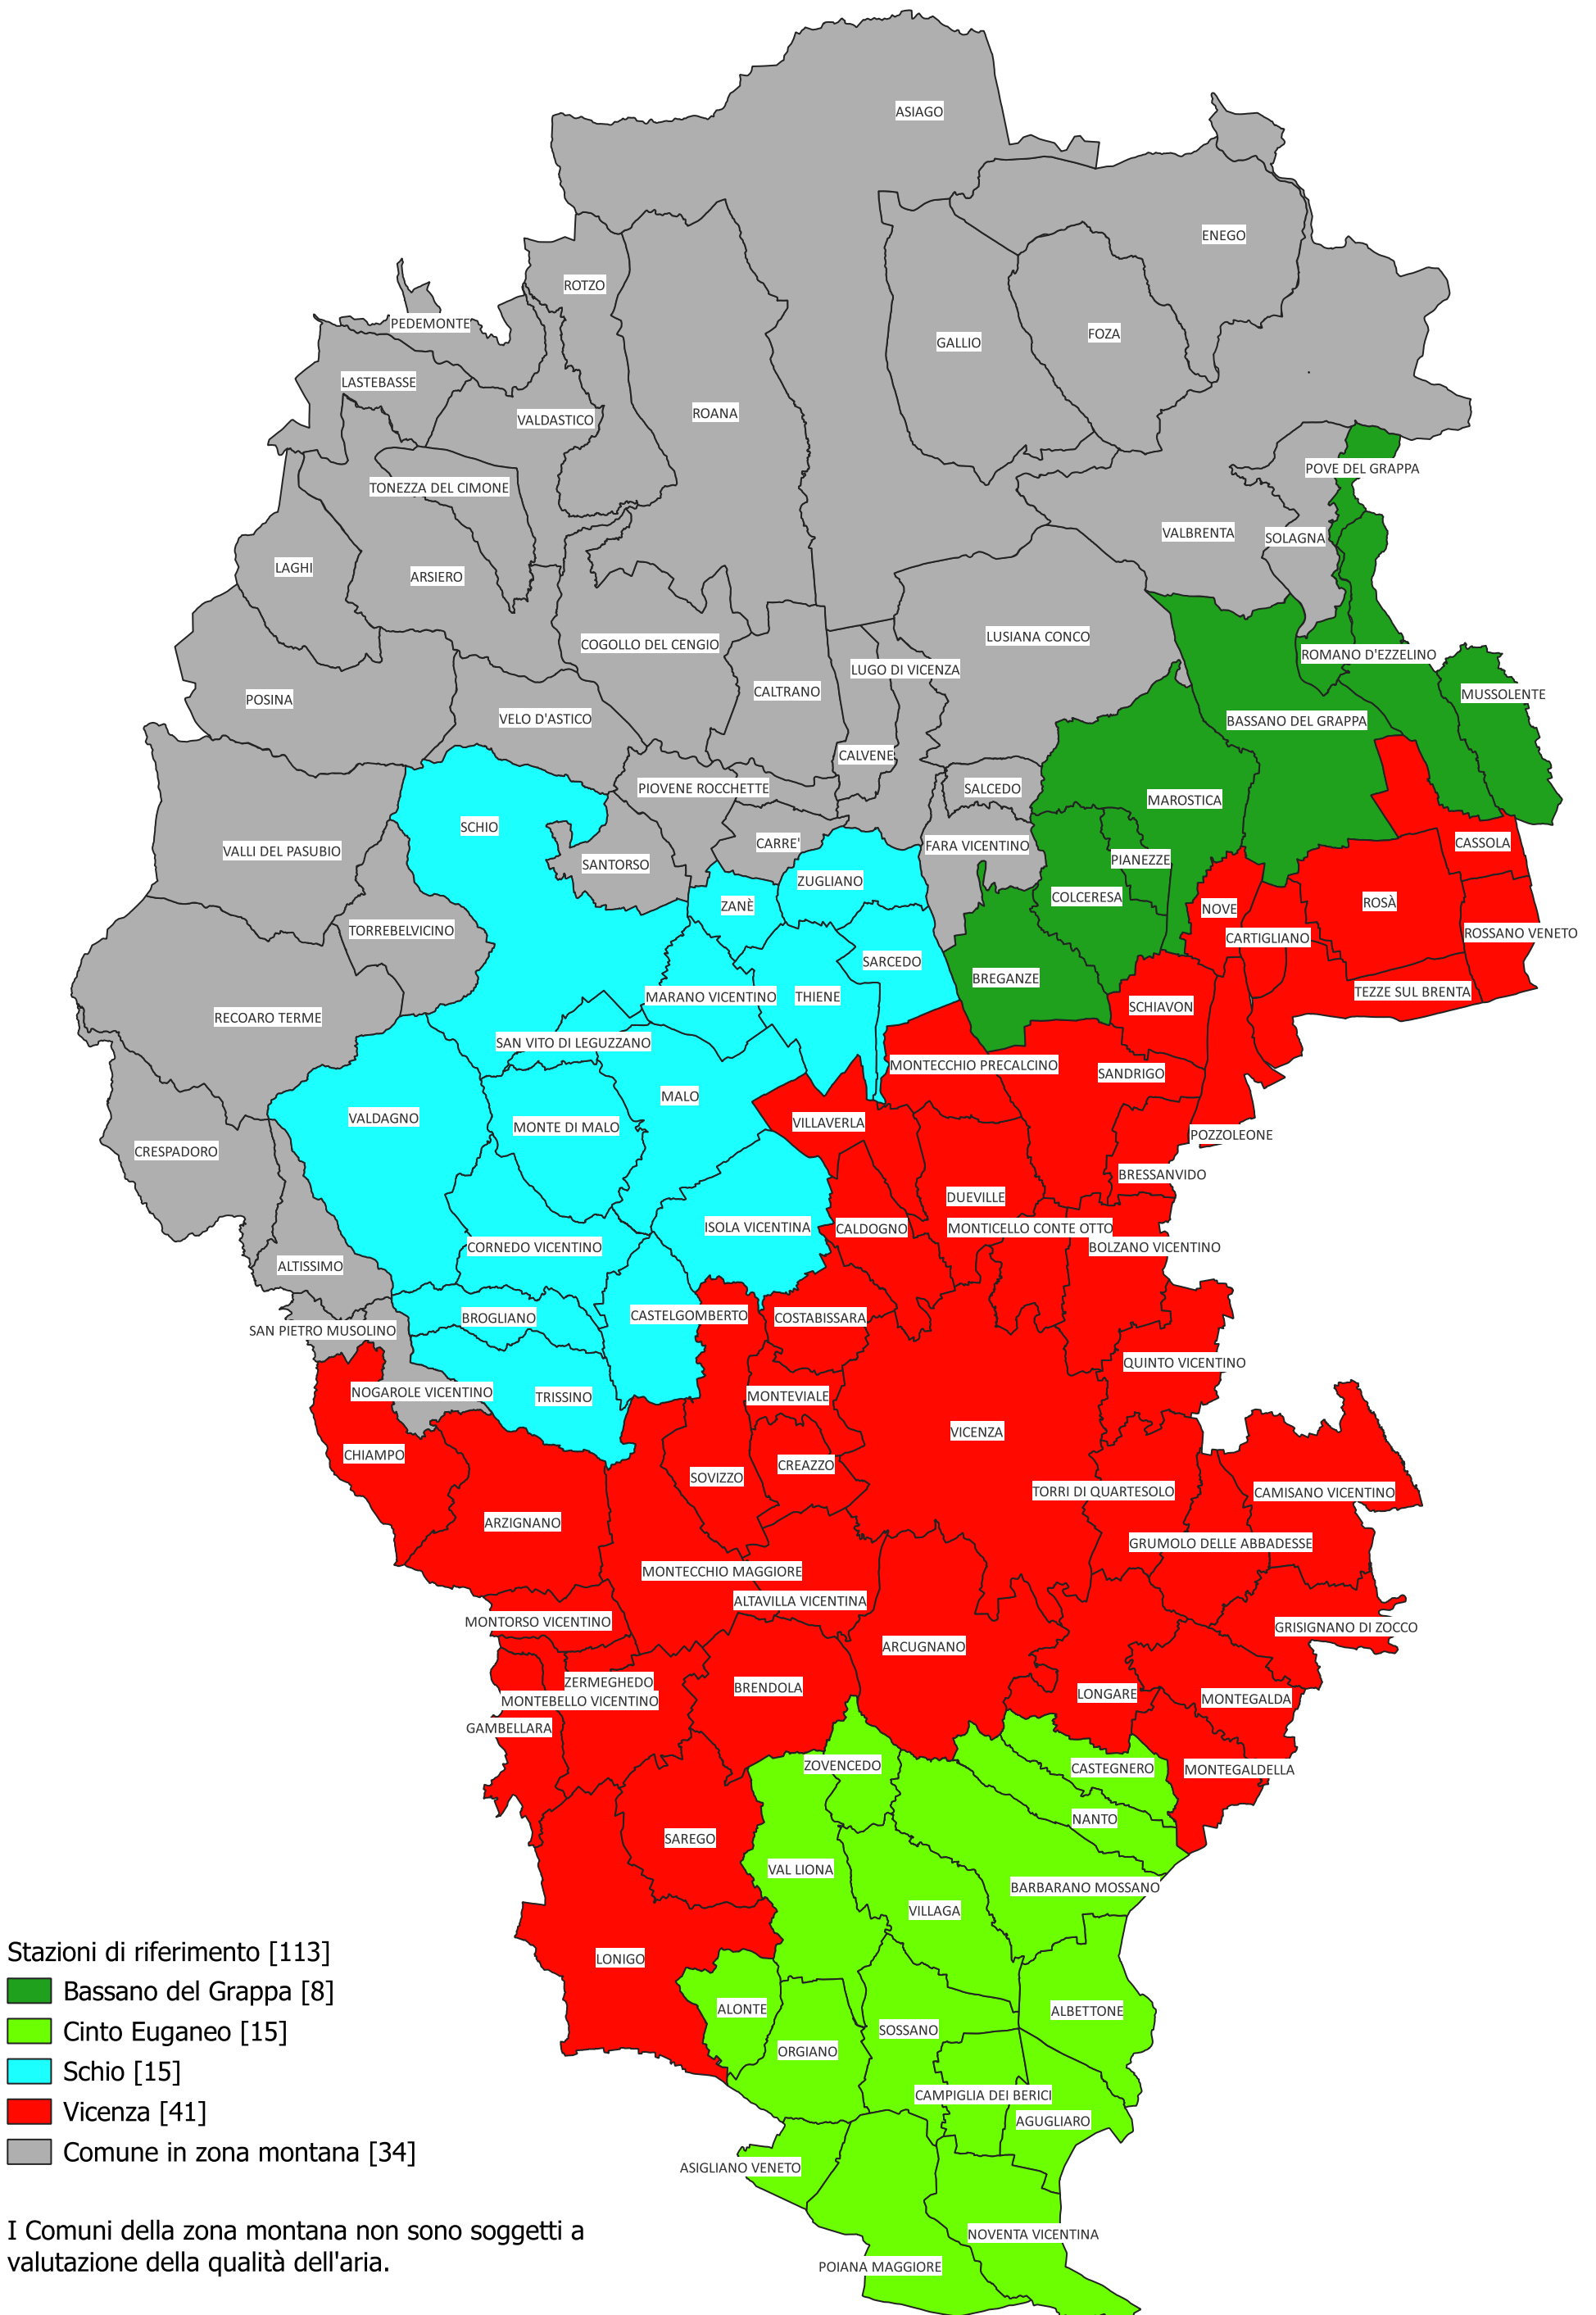 ASIAGO
ENEGO
ROTZO
PEDEMONTE
FOZA
GALLIO
LASTEBASSE
ROANA
VALDASTICO
POVE DEL GRAPPA
TONEZZA DEL CIMONE
VALBRENTA
SOLAGNA
LAGHI
ARSIERO
LUSIANA CONCO
COGOLLO DEL CENGIO
ROMANO D'EZZELINO
LUGO DI VICENZA
CALTRANO
MUSSOLENTE
POSINA
VELO D'ASTICO
BASSANO DEL GRAPPA
CALVENE
PIOVENE ROCCHETTE
SALCEDO
MAROSTICA
SCHIO
CARRE'
FARA VICENTINO
CASSOLA
VALLI DEL PASUBIO
PIANEZZE
SANTORSO
ZUGLIANO
COLCERESA
ROSÀ
ZANÈ
NOVE
TORREBELVICINO
CARTIGLIANO
ROSSANO VENETO
SARCEDO
BREGANZE
TEZZE SUL BRENTA
MARANO VICENTINO
THIENE
SCHIAVON
RECOARO TERME
SAN VITO DI LEGUZZANO
MONTECCHIO PRECALCINO
SANDRIGO
MALO
VALDAGNO
VILLAVERLA
MONTE DI MALO
POZZOLEONE
CRESPADORO
BRESSANVIDO
DUEVILLE
ISOLA VICENTINA
CALDOGNO
MONTICELLO CONTE OTTO
CORNEDO VICENTINO
BOLZANO VICENTINO
ALTISSIMO
CASTELGOMBERTO
BROGLIANO
COSTABISSARA
SAN PIETRO MUSOLINO
QUINTO VICENTINO
NOGAROLE VICENTINO
TRISSINO
MONTEVIALE
VICENZA
CHIAMPO
CREAZZO
SOVIZZO
TORRI DI QUARTESOLO
CAMISANO VICENTINO
ARZIGNANO
GRUMOLO DELLE ABBADESSE
MONTECCHIO MAGGIORE
ALTAVILLA VICENTINA
MONTORSO VICENTINO
GRISIGNANO DI ZOCCO
ARCUGNANO
ZERMEGHEDO
BRENDOLA
LONGARE
MONTEGALDA
MONTEBELLO VICENTINO
GAMBELLARA
ZOVENCEDO
CASTEGNERO
MONTEGALDELLA
NANTO
SAREGO
VAL LIONA
BARBARANO MOSSANO
VILLAGA
LONIGO
ALONTE
ALBETTONE
SOSSANO
ORGIANO
CAMPIGLIA DEI BERICI
AGUGLIARO
ASIGLIANO VENETO
NOVENTA VICENTINA
POIANA MAGGIORE
Stazioni di riferimento [113]
Bassano del Grappa [8]
Cinto Euganeo [15]
Schio [15]
Vicenza [41]
Comune in zona montana [34]
I Comuni della zona montana non sono soggetti a
valutazione della qualità dell'aria.